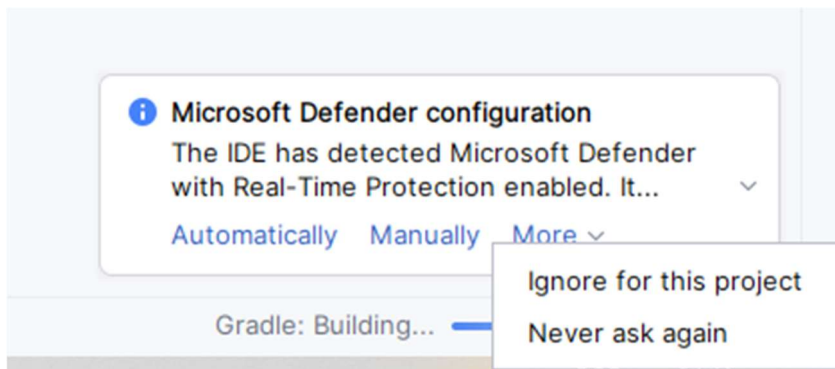 Microsoft Defender configuration
The IDE has detected Microsoft Defender
with Real-Time Protection enabled. It...
Automatically Manually More
Ignore for this project
Gradle: Building...
Never ask again